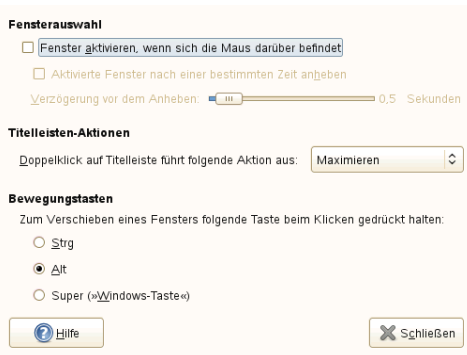 Fensterauswahl
Fenster aktivieren, wenn sich die Maus darüber befindet
Aktivierte Fenster nach einer bestimmten Zeit anheben
Verzögerung vor dem Anheben: 0,5 Sekunden
Titelleisten-Aktionen
Doppelklick auf Titelleiste führt folgende Aktion aus: Maximieren
Bewegungstasten
Zum Verschieben eines Fensters folgende Taste beim Klicken gedrückt halten:
Strg
Alt
Super (»Windows-Taste«)
Hilfe Schließen